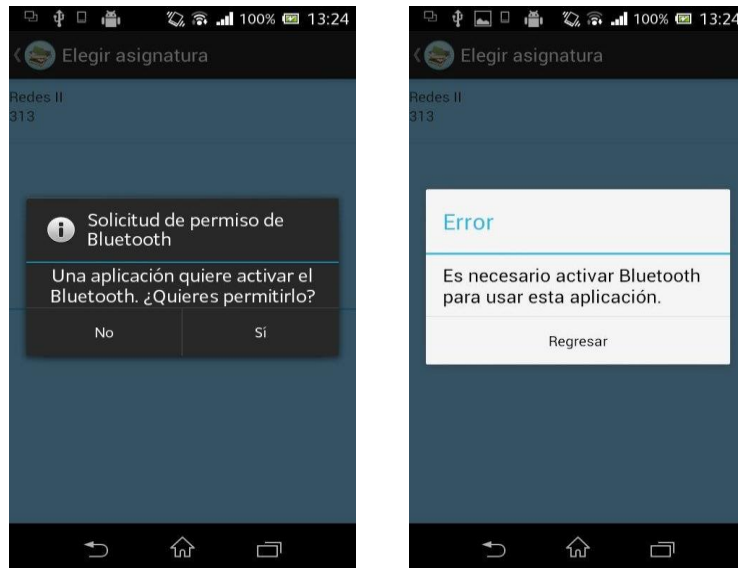 100% 13:24
Elegir asignatura
Redes II
313
Solicitud de permiso de
Bluetooth
Una aplicación quiere activar el
Bluetooth. ¿Quieres permitirlo?
No Sí
100% 13:24
Elegir asignatura
Redes II
313
Error
Es necesario activar Bluetooth
para usar esta aplicación.
Regresar